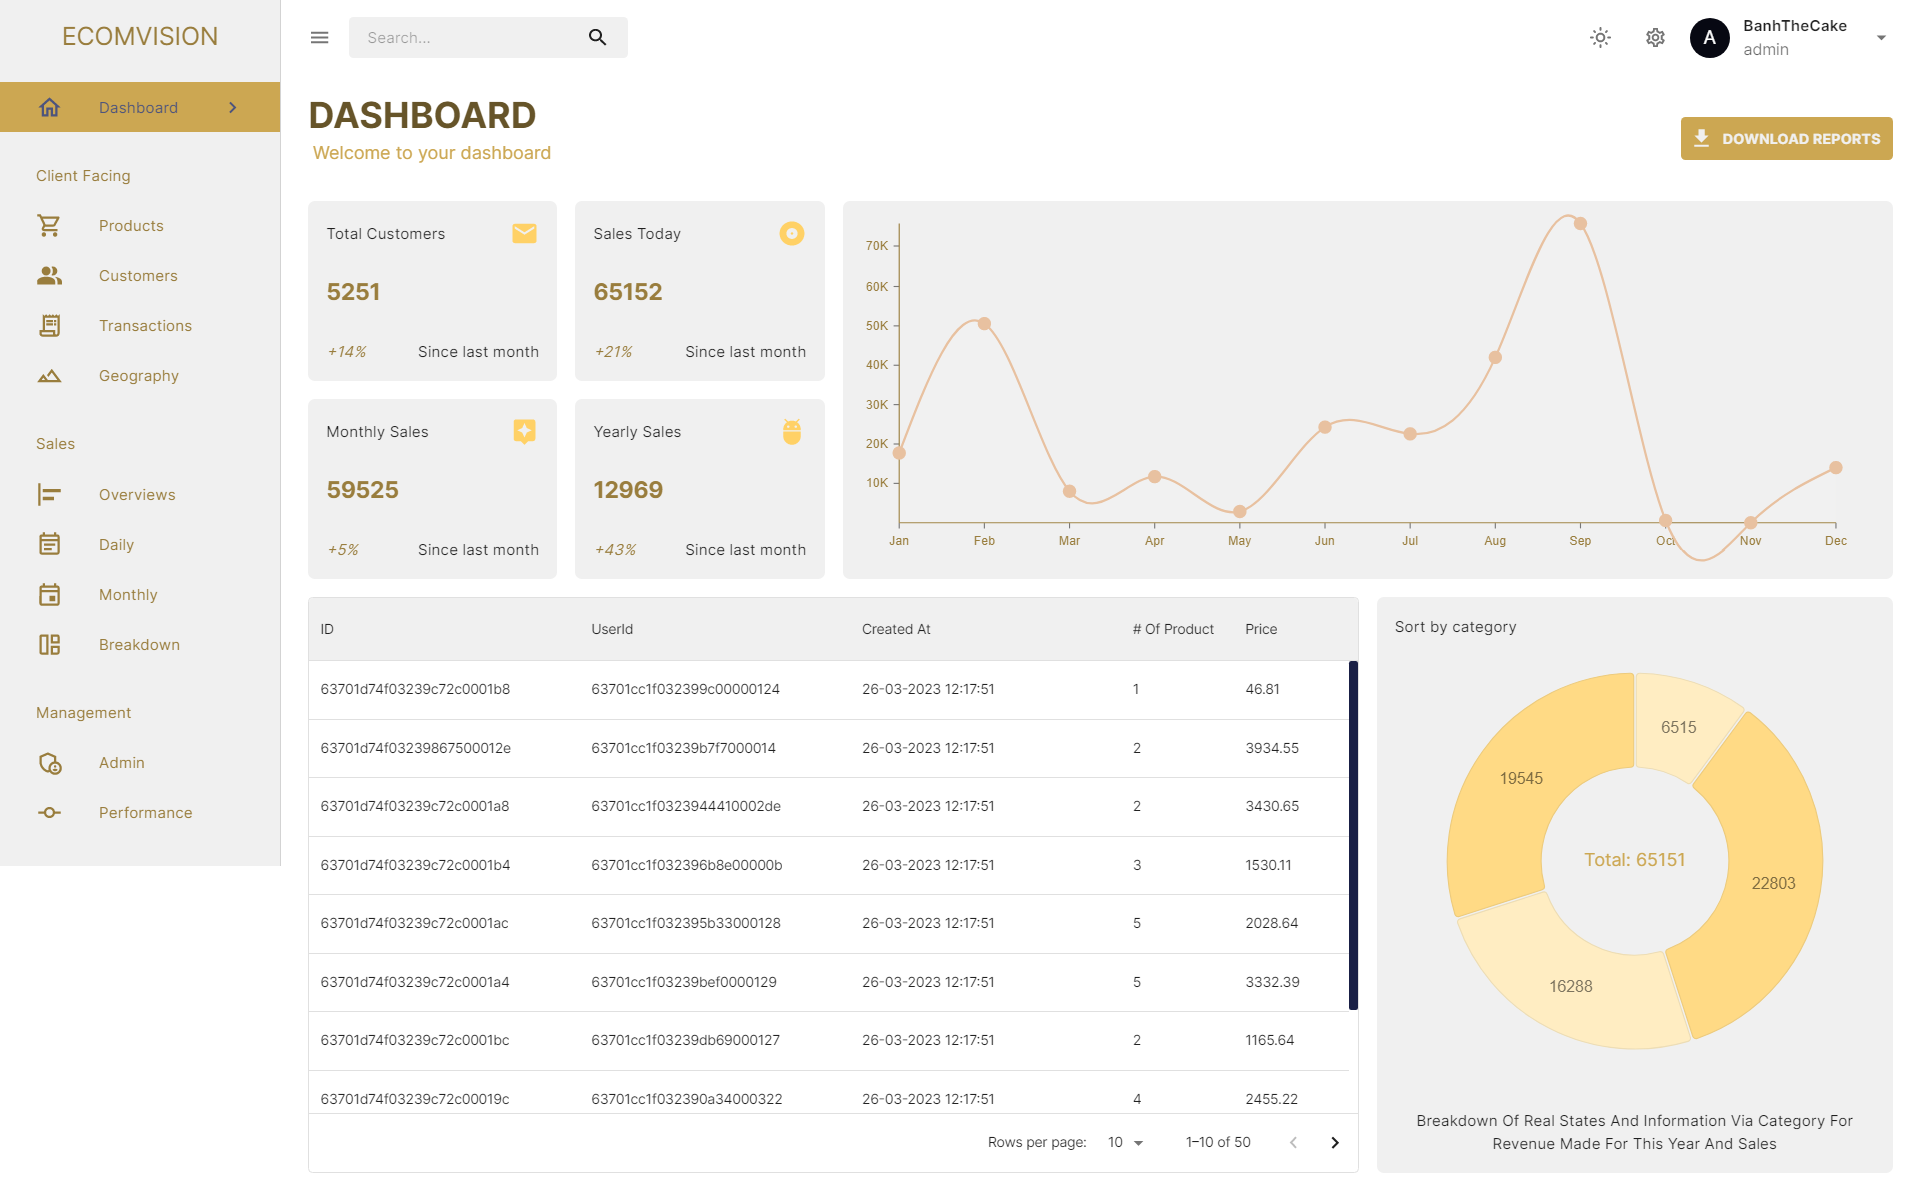 ECOMVISION
Dashboard
Client Facing
Products
Customers
Transactions
Geography
Sales
Overviews
Daily
Monthly
Breakdown
Management
Admin
Performance
Search...
A
BanhTheCake
admin
DASHBOARD
Welcome to your dashboard
DOWNLOAD REPORTS
Total Customers
5251
+14% Since last month
Sales Today
65152
+21% Since last month
Monthly Sales
59525
+5% Since last month
Yearly Sales
12969
+43% Since last month
70K
60K
50K
40K
30K
20K
10K
Jan Feb Mar Apr May Jun Jul Aug Sep Oct Nov Dec
ID UserId Created At # Of Product Price
63701d74f03239c72c0001b8 63701cc1f032399c00000124 26-03-2023 12:17:51 1 46.81
63701d74f03239867500012e 63701cc1f03239b7f7000014 26-03-2023 12:17:51 2 3934.55
63701d74f03239c72c0001a8 63701cc1f0323944410002de 26-03-2023 12:17:51 2 3430.65
63701d74f03239c72c0001b4 63701cc1f032396b8e00000b 26-03-2023 12:17:51 3 1530.11
63701d74f03239c72c0001ac 63701cc1f032395b33000128 26-03-2023 12:17:51 5 2028.64
63701d74f03239c72c0001a4 63701cc1f03239bef0000129 26-03-2023 12:17:51 5 3332.39
63701d74f03239c72c0001bc 63701cc1f03239db69000127 26-03-2023 12:17:51 2 1165.64
63701d74f03239c72c00019c 63701cc1f032390a34000322 26-03-2023 12:17:51 4 2455.22
Rows per page: 10 1–10 of 50
Sort by category
6515
19545
Total: 65151
22803
16288
Breakdown Of Real States And Information Via Category For
Revenue Made For This Year And Sales